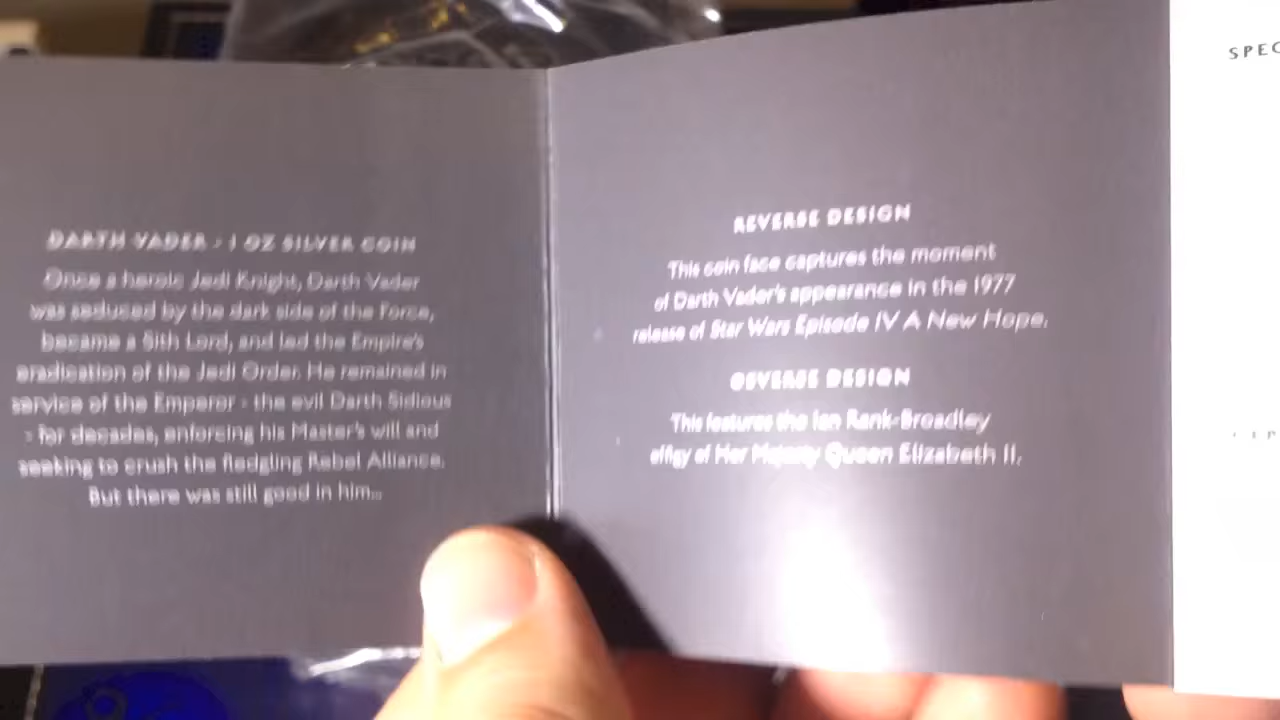 DARTH VADER - 1 OZ SILVER COIN
Once a heroic Jedi Knight, Darth Vader
was seduced by the dark side of the Force,
became a Sith Lord, and led the Empire's
eradication of the Jedi Order. He remained in
service of the Emperor - the evil Darth Sidious
- for decades, enforcing his Master's will and
seeking to crush the fledgling Rebel Alliance.
But there was still good in him...
REVERSE DESIGN
This coin face captures the moment
of Darth Vader's appearance in the 1977
release of Star Wars Episode IV A New Hope.
OBVERSE DESIGN
This features the Ian Rank-Broadley
effigy of Her Majesty Queen Elizabeth II.
SPEC